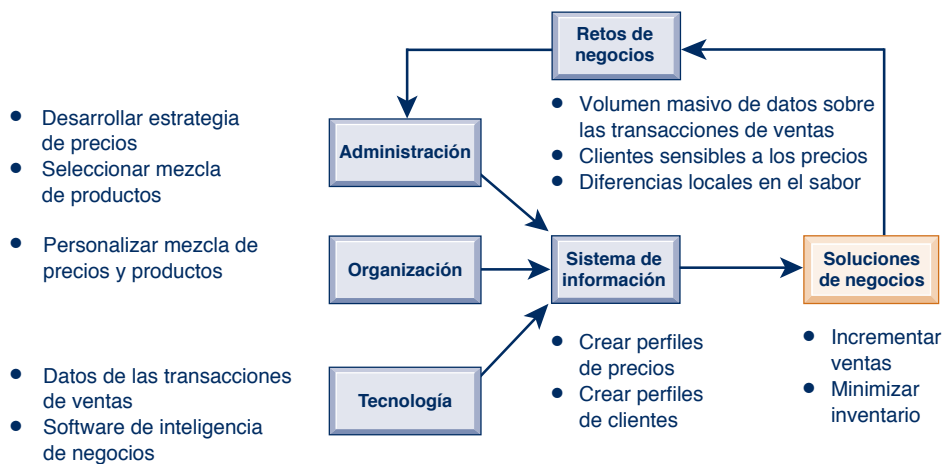 Retos de
negocios
• Volumen masivo de datos sobre
las transacciones de ventas
• Clientes sensibles a los precios
• Diferencias locales en el sabor
• Desarrollar estrategia
de precios
• Seleccionar mezcla
de productos
Administración
• Personalizar mezcla de
precios y productos
Organización
Sistema de
información
Soluciones
de negocios
• Crear perfiles
de precios
• Crear perfiles
de clientes
• Incrementar
ventas
• Minimizar
inventario
• Datos de las transacciones
de ventas
• Software de inteligencia
de negocios
Tecnología